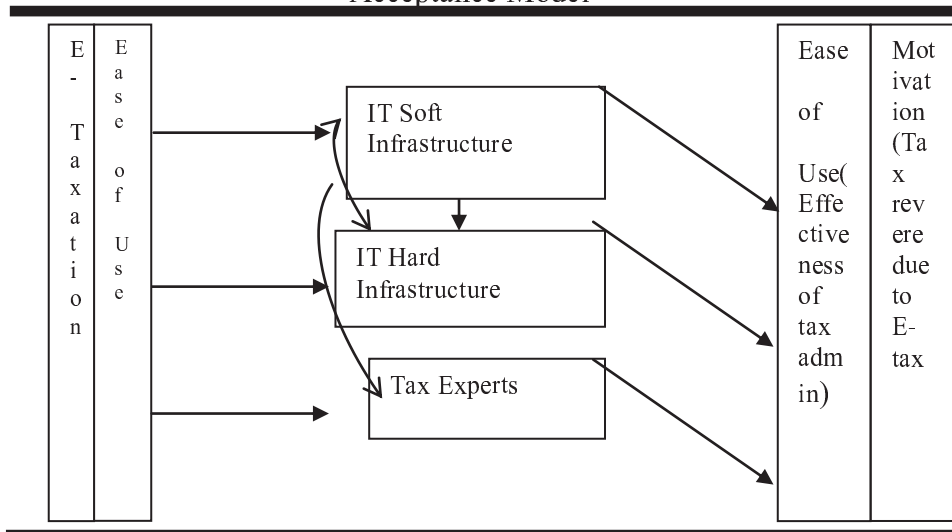 Acceptance Model
E
-
T
a
x
a
t
i
o
n
E
a
s
e
o
f
U
s
e
IT Soft
Infrastructure
IT Hard
Infrastructure
Tax Experts
Ease
of
Use(
Effe
ctive
ness
of
tax
adm
in)
Mot
ivat
ion
(Ta
x
rev
ere
due
to
E-
tax